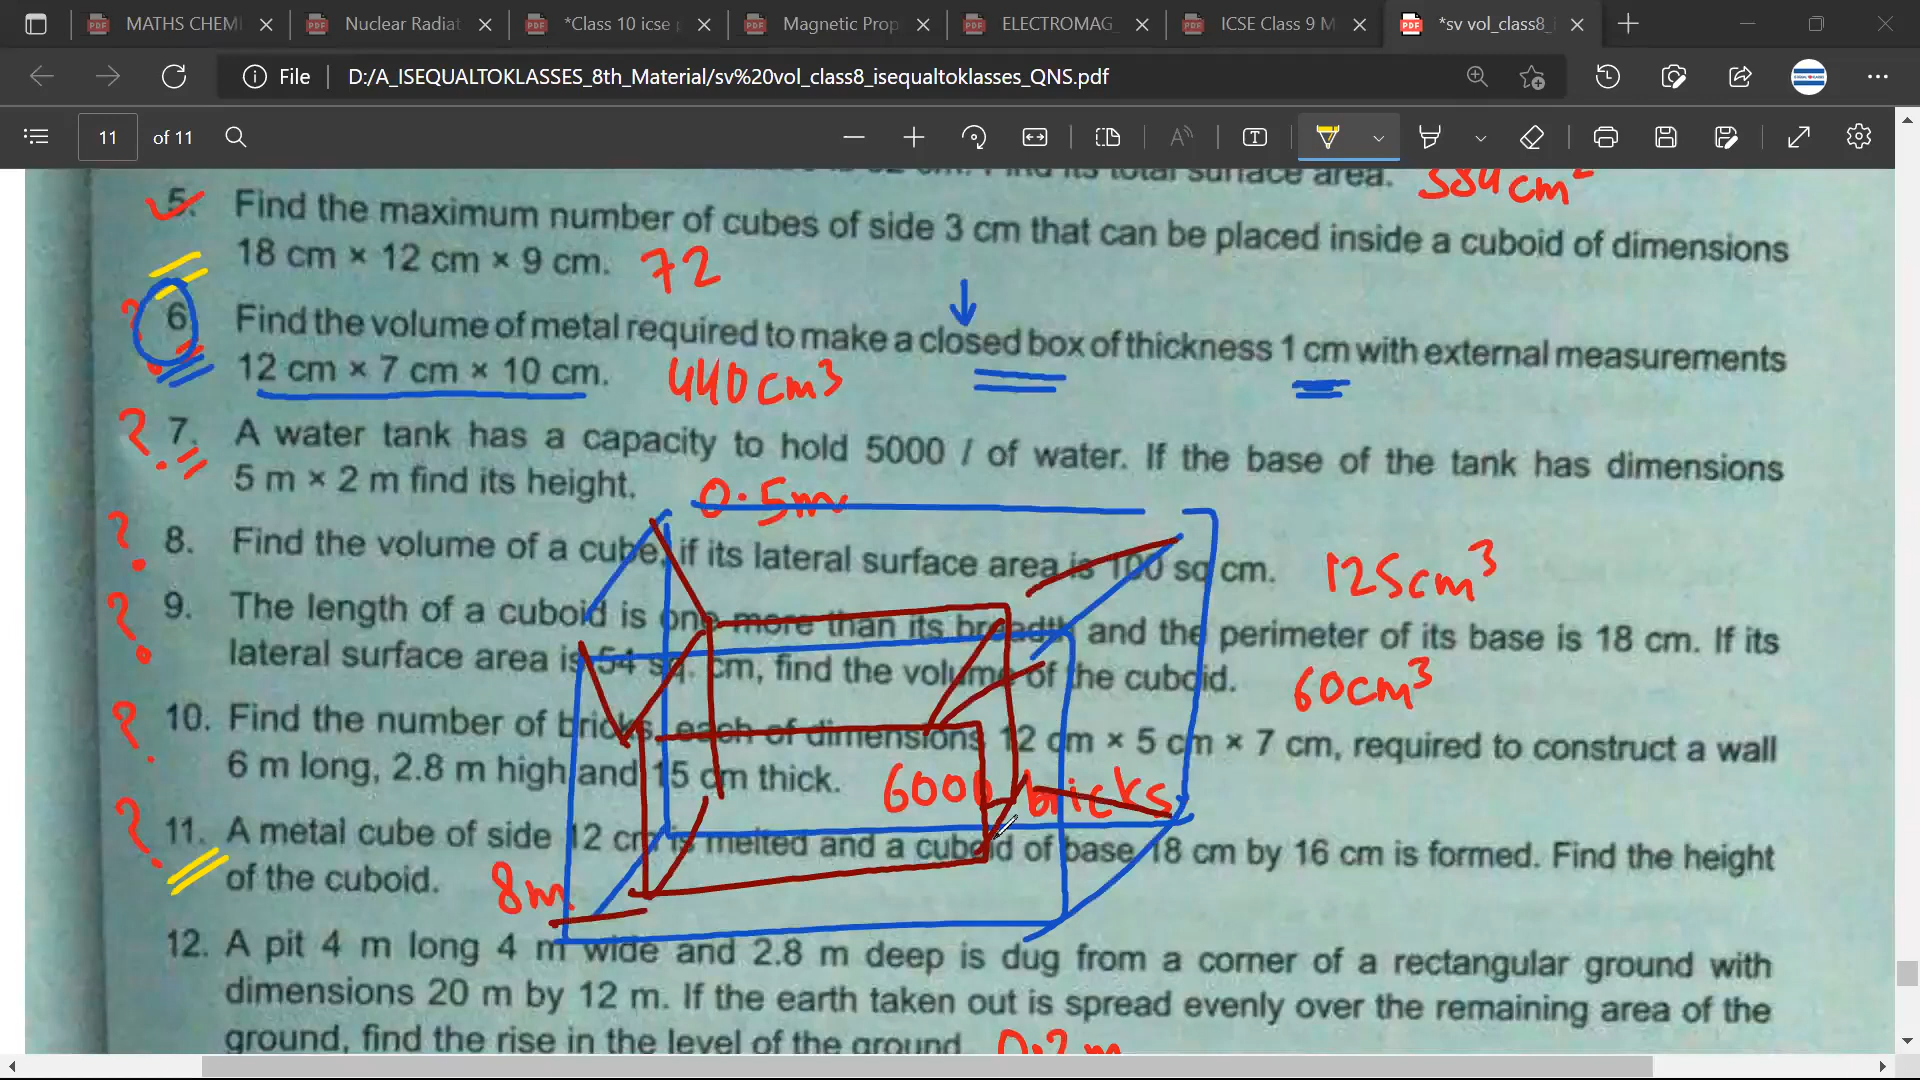 MATHS CHEMI
Nuclear Radiat
*Class 10 icse p
Magnetic Prop
ELECTROMAG
ICSE Class 9 M
*sv vol_class8_i
File
D:/A_ISEQUALTOKLASSES_8th_Material/sv%20vol_class8_isequaltoklasses_QNS.pdf
11 of 11
Find its total surface area. 384 cm²
5. Find the maximum number of cubes of side 3 cm that can be placed inside a cuboid of dimensions
18 cm × 12 cm × 9 cm. 72
? 6 Find the volume of metal required to make a closed box of thickness 1 cm with external measurements
12 cm × 7 cm × 10 cm. 440 cm³
? 7. A water tank has a capacity to hold 5000 l of water. If the base of the tank has dimensions
5 m × 2 m find its height. 0.5m
? 8. Find the volume of a cube, if its lateral surface area is 100 sq cm. 125cm³
? 9. The length of a cuboid is one more than its breadth and the perimeter of its base is 18 cm. If its
lateral surface area is 54 sq. cm, find the volume of the cuboid. 60cm³
? 10. Find the number of bricks, each of dimensions 12 cm × 5 cm × 7 cm, required to construct a wall
6 m long, 2.8 m high and 15 cm thick. 6000 bricks
? 11. A metal cube of side 12 cm is melted and a cuboid of base 18 cm by 16 cm is formed. Find the height
of the cuboid. 8m
12. A pit 4 m long 4 m wide and 2.8 m deep is dug from a corner of a rectangular ground with
dimensions 20 m by 12 m. If the earth taken out is spread evenly over the remaining area of the
ground, find the rise in the level of the ground. 0.2m